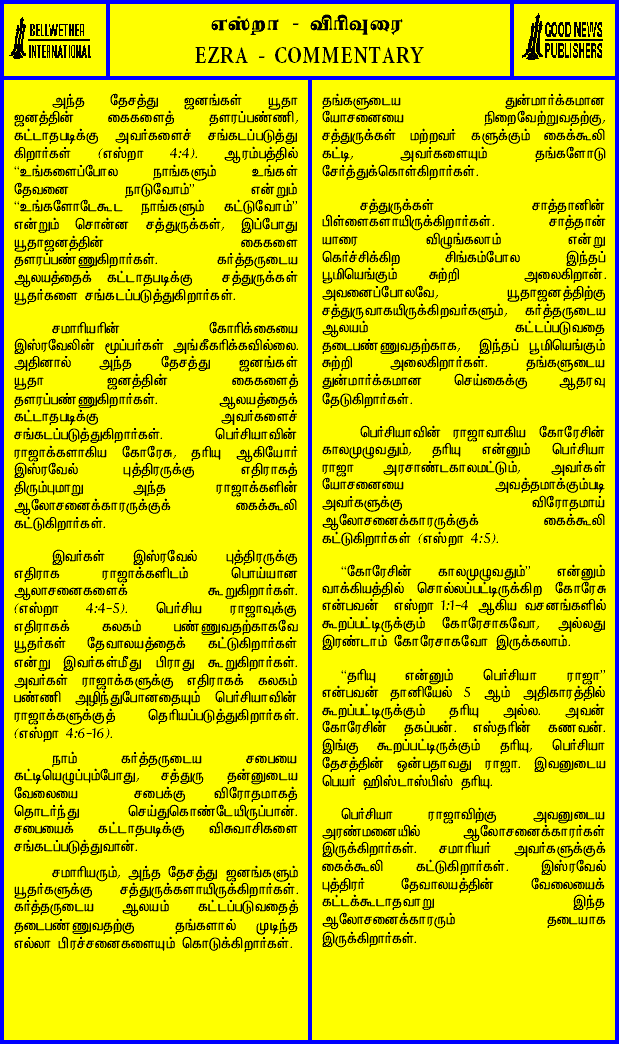 BELLWETHER
INTERNATIONAL
எஸ்றா - விரிவுரை
EZRA - COMMENTARY
GOOD NEWS
PUBLISHERS
அந்த தேசத்து ஜனங்கள் யூதா
ஜனத்தின் கைகளைத் தளரப்பண்ணி,
கட்டாதபடிக்கு அவர்களைச் சங்கடப்படுத்து
கிறார்கள் (எஸ்றா 4:4). ஆரம்பத்தில்
“உங்களைப்போல நாங்களும் உங்கள்
தேவனை நாடுவோம்” என்றும்
“உங்களோடேகூட நாங்களும் கட்டுவோம்”
என்றும் சொன்ன சத்துருக்கள், இப்போது
யூதாஜனத்தின் கைகளை
தளரப்பண்ணுகிறார்கள். கர்த்தருடைய
ஆலயத்தைக் கட்டாதபடிக்கு சத்துருக்கள்
யூதர்களை சங்கடப்படுத்துகிறார்கள்.
சமாரியரின் கோரிக்கையை
இஸ்ரவேலின் மூப்பர்கள் அங்கீகரிக்கவில்லை.
அதினால் அந்த தேசத்து ஜனங்கள்
யூதா ஜனத்தின் கைகளைத்
தளரப்பண்ணுகிறார்கள். ஆலயத்தைக்
கட்டாதபடிக்கு அவர்களைச்
சங்கடப்படுத்துகிறார்கள். பெர்சியாவின்
ராஜாக்களாகிய கோரேசு, தரியு ஆகியோர்
இஸ்ரவேல் புத்திரருக்கு எதிராகத்
திரும்புமாறு அந்த ராஜாக்களின்
ஆலோசனைக்காரருக்குக் கைக்கூலி
கட்டுகிறார்கள்.
இவர்கள் இஸ்ரவேல் புத்திரருக்கு
எதிராக ராஜாக்களிடம் பொய்யான
ஆலாசனைகளைக் கூறுகிறார்கள்.
(எஸ்றா 4:4-5). பெர்சிய ராஜாவுக்கு
எதிராகக் கலகம் பண்ணுவதற்காகவே
யூதர்கள் தேவாலயத்தைக் கட்டுகிறார்கள்
என்று இவர்கள்மீது பிராது கூறுகிறார்கள்.
அவர்கள் ராஜாக்களுக்கு எதிராகக் கலகம்
பண்ணி அழிந்துபோனதையும் பெர்சியாவின்
ராஜாக்களுக்குத் தெரியப்படுத்துகிறார்கள்.
(எஸ்றா 4:6-16).
நாம் கர்த்தருடைய சபையை
கட்டியெழுப்பும்போது, சத்துரு தன்னுடைய
வேலையை சபைக்கு விரோதமாகத்
தொடர்ந்து செய்துகொண்டேயிருப்பான்.
சபையைக் கட்டாதபடிக்கு விசுவாசிகளை
சங்கடப்படுத்துவான்.
சமாரியரும், அந்த தேசத்து ஜனங்களும்
யூதர்களுக்கு சத்துருக்களாயிருக்கிறார்கள்.
கர்த்தருடைய ஆலயம் கட்டப்படுவதைத்
தடைபண்ணுவதற்கு தங்களால் முடிந்த
எல்லா பிரச்சனைகளையும் கொடுக்கிறார்கள்.
தங்களுடைய துன்மார்க்கமான
யோசனையை நிறைவேற்றுவதற்கு,
சத்துருக்கள் மற்றவர் களுக்கும் கைக்கூலி
கட்டி, அவர்களையும் தங்களோடு
சேர்த்துக்கொள்கிறார்கள்.
சத்துருக்கள் சாத்தானின்
பிள்ளைகளாயிருக்கிறார்கள். சாத்தான்
யாரை விழுங்கலாம் என்று
கெர்ச்சிக்கிற சிங்கம்போல இந்தப்
பூமியெங்கும் சுற்றி அலைகிறான்.
அவனைப்போலவே, யூதாஜனத்திற்கு
சத்துருவாகயிருக்கிறவர்களும், கர்த்தருடைய
ஆலயம் கட்டப்படுவதை
தடைபண்ணுவதற்காக, இந்தப் பூமியெங்கும்
சுற்றி அலைகிறார்கள். தங்களுடைய
துன்மார்க்கமான செய்கைக்கு ஆதரவு
தேடுகிறார்கள்.
பெர்சியாவின் ராஜாவாகிய கோரேசின்
காலமுழுவதும், தரியு என்னும் பெர்சியா
ராஜா அரசாண்டகாலமட்டும், அவர்கள்
யோசனையை அவத்தமாக்கும்படி
அவர்களுக்கு விரோதமாய்
ஆலோசனைக்காரருக்குக் கைக்கூலி
கட்டுகிறார்கள் (எஸ்றா 4:5).
“கோரேசின் காலமுழுவதும்” என்னும்
வாக்கியத்தில் சொல்லப்பட்டிருக்கிற கோரேசு
என்பவன் எஸ்றா 1:1-4 ஆகிய வசனங்களில்
கூறப்பட்டிருக்கும் கோரேசாகவோ, அல்லது
இரண்டாம் கோரேசாகவோ இருக்கலாம்.
“தரியு என்னும் பெர்சியா ராஜா”
என்பவன் தானியேல் 5 ஆம் அதிகாரத்தில்
கூறப்பட்டிருக்கும் தரியு அல்ல. அவன்
கோரேசின் தகப்பன். எஸ்தரின் கணவன்.
இங்கு கூறப்பட்டிருக்கும் தரியு, பெர்சியா
தேசத்தின் ஒன்பதாவது ராஜா. இவனுடைய
பெயர் ஹிஸ்டாஸ்பிஸ் தரியு.
பெர்சியா ராஜாவிற்கு அவனுடைய
அரண்மனையில் ஆலோசனைக்காரர்கள்
இருக்கிறார்கள். சமாரியர் அவர்களுக்குக்
கைக்கூலி கட்டுகிறார்கள். இஸ்ரவேல்
புத்திரர் தேவாலயத்தின் வேலையைக்
கட்டக்கூடாதவாறு இந்த
ஆலோசனைக்காரரும் தடையாக
இருக்கிறார்கள்.